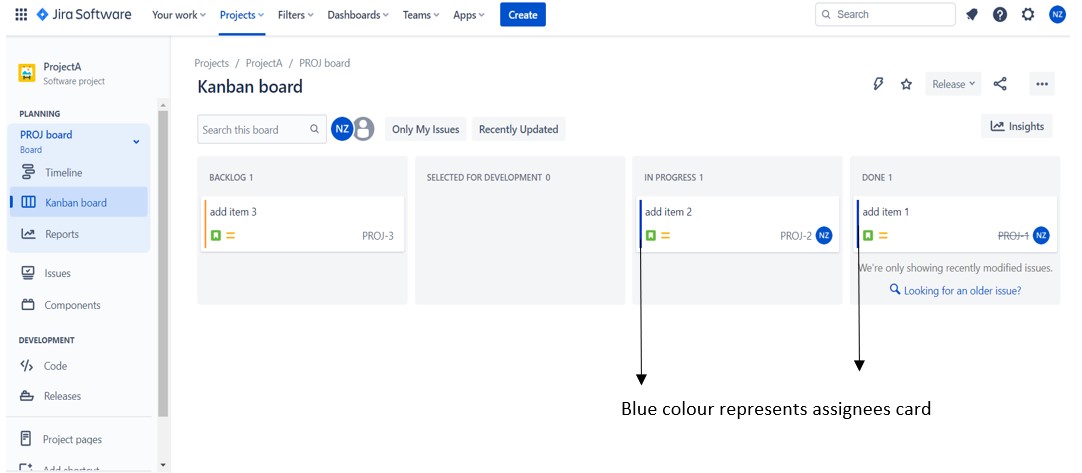 Jira Software Your work Projects Filters Dashboards Teams Apps Create Search NZ
ProjectA
Software project
PLANNING
PROJ board
Board
Timeline
Kanban board
Reports
Issues
Components
DEVELOPMENT
Code
Releases
Project pages
Add shortcut
Projects / ProjectA / PROJ board
Kanban board
Release
Search this board NZ Only My Issues Recently Updated Insights
BACKLOG 1
add item 3
PROJ-3
SELECTED FOR DEVELOPMENT 0
IN PROGRESS 1
add item 2
PROJ-2 NZ
DONE 1
add item 1
PROJ-1 NZ
We're only showing recently modified issues.
Looking for an older issue?
Blue colour represents assignees card